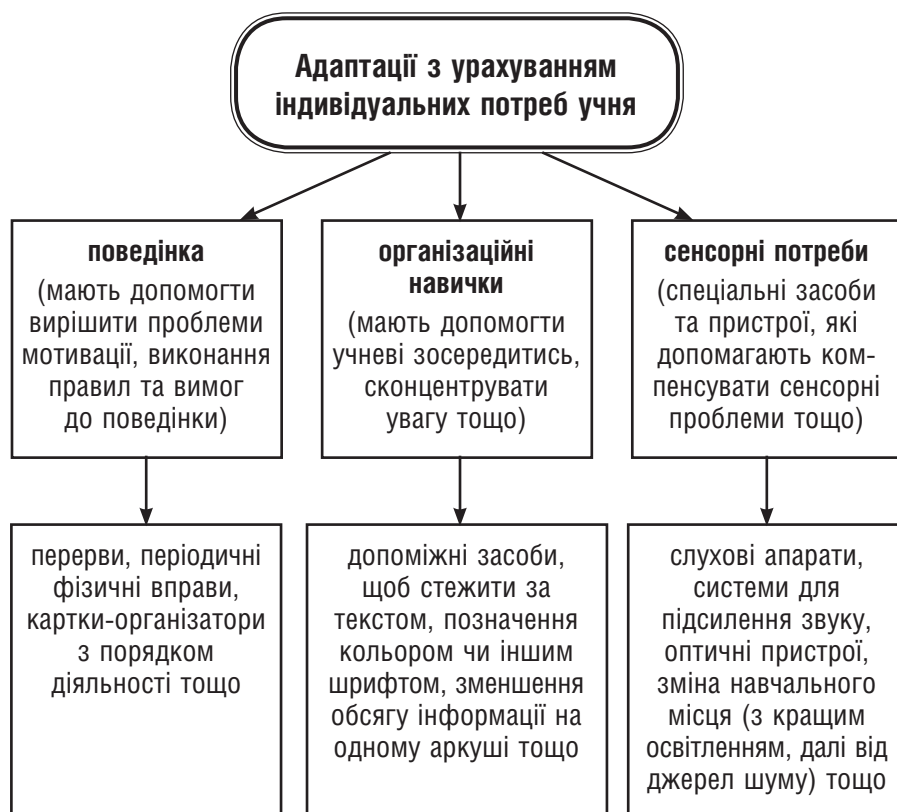 Адаптації з урахуванням
індивідуальних потреб учня
поведінка
(мають допомогти
вирішити проблеми
мотивації, виконання
правил та вимог
до поведінки)
організаційні
навички
(мають допомогти
учневі зосередитись,
сконцентрувати
увагу тощо)
сенсорні потреби
(спеціальні засоби
та пристрої, які
допомагають ком-
пенсувати сенсорні
проблеми тощо)
перерви, періодичні
фізичні вправи,
картки-організатори
з порядком
діяльності тощо
допоміжні засоби,
щоб стежити за
текстом, позначення
кольором чи іншим
шрифтом, зменшення
обсягу інформації на
одному аркуші тощо
слухові апарати,
системи для
підсилення звуку,
оптичні пристрої,
зміна навчального
місця (з кращим
освітленням, далі від
джерел шуму) тощо